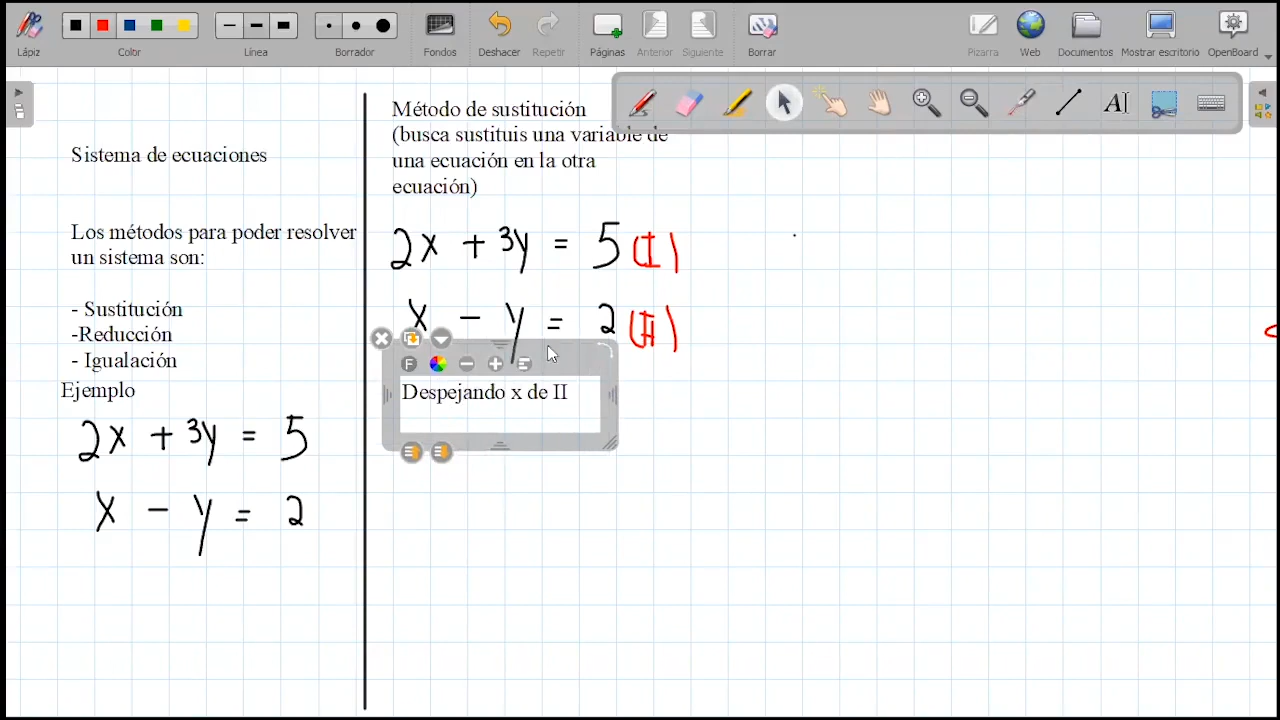 Lápiz
Color
Línea
Borrador
Fondos
Deshacer
Repetir
Páginas
Anterior
Siguiente
Borrar
Pizarra
Web
Documentos
Mostrar escritorio
OpenBoard
Sistema de ecuaciones
Los métodos para poder resolver
un sistema son:
- Sustitución
-Reducción
- Igualación
Ejemplo
2x + 3y = 5
x - y = 2
Método de sustitución
(busca sustituis una variable de
una ecuación en la otra
ecuación)
2x + 3y = 5 (I)
x - y = 2 (II)
F
Despejando x de II
AI